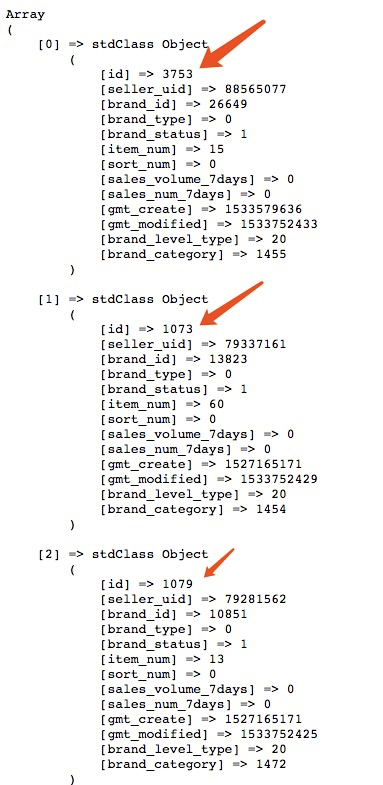 Array
(
[0] => stdClass Object
(
[id] => 3753
[seller_uid] => 88565077
[brand_id] => 26649
[brand_type] => 0
[brand_status] => 1
[item_num] => 15
[sort_num] => 0
[sales_volume_7days] => 0
[sales_num_7days] => 0
[gmt_create] => 1533579636
[gmt_modified] => 1533752433
[brand_level_type] => 20
[brand_category] => 1455
)
[1] => stdClass Object
(
[id] => 1073
[seller_uid] => 79337161
[brand_id] => 13823
[brand_type] => 0
[brand_status] => 1
[item_num] => 60
[sort_num] => 0
[sales_volume_7days] => 0
[sales_num_7days] => 0
[gmt_create] => 1527165171
[gmt_modified] => 1533752429
[brand_level_type] => 20
[brand_category] => 1454
)
[2] => stdClass Object
(
[id] => 1079
[seller_uid] => 79281562
[brand_id] => 10851
[brand_type] => 0
[brand_status] => 1
[item_num] => 13
[sort_num] => 0
[sales_volume_7days] => 0
[sales_num_7days] => 0
[gmt_create] => 1527165171
[gmt_modified] => 1533752425
[brand_level_type] => 20
[brand_category] => 1472
)